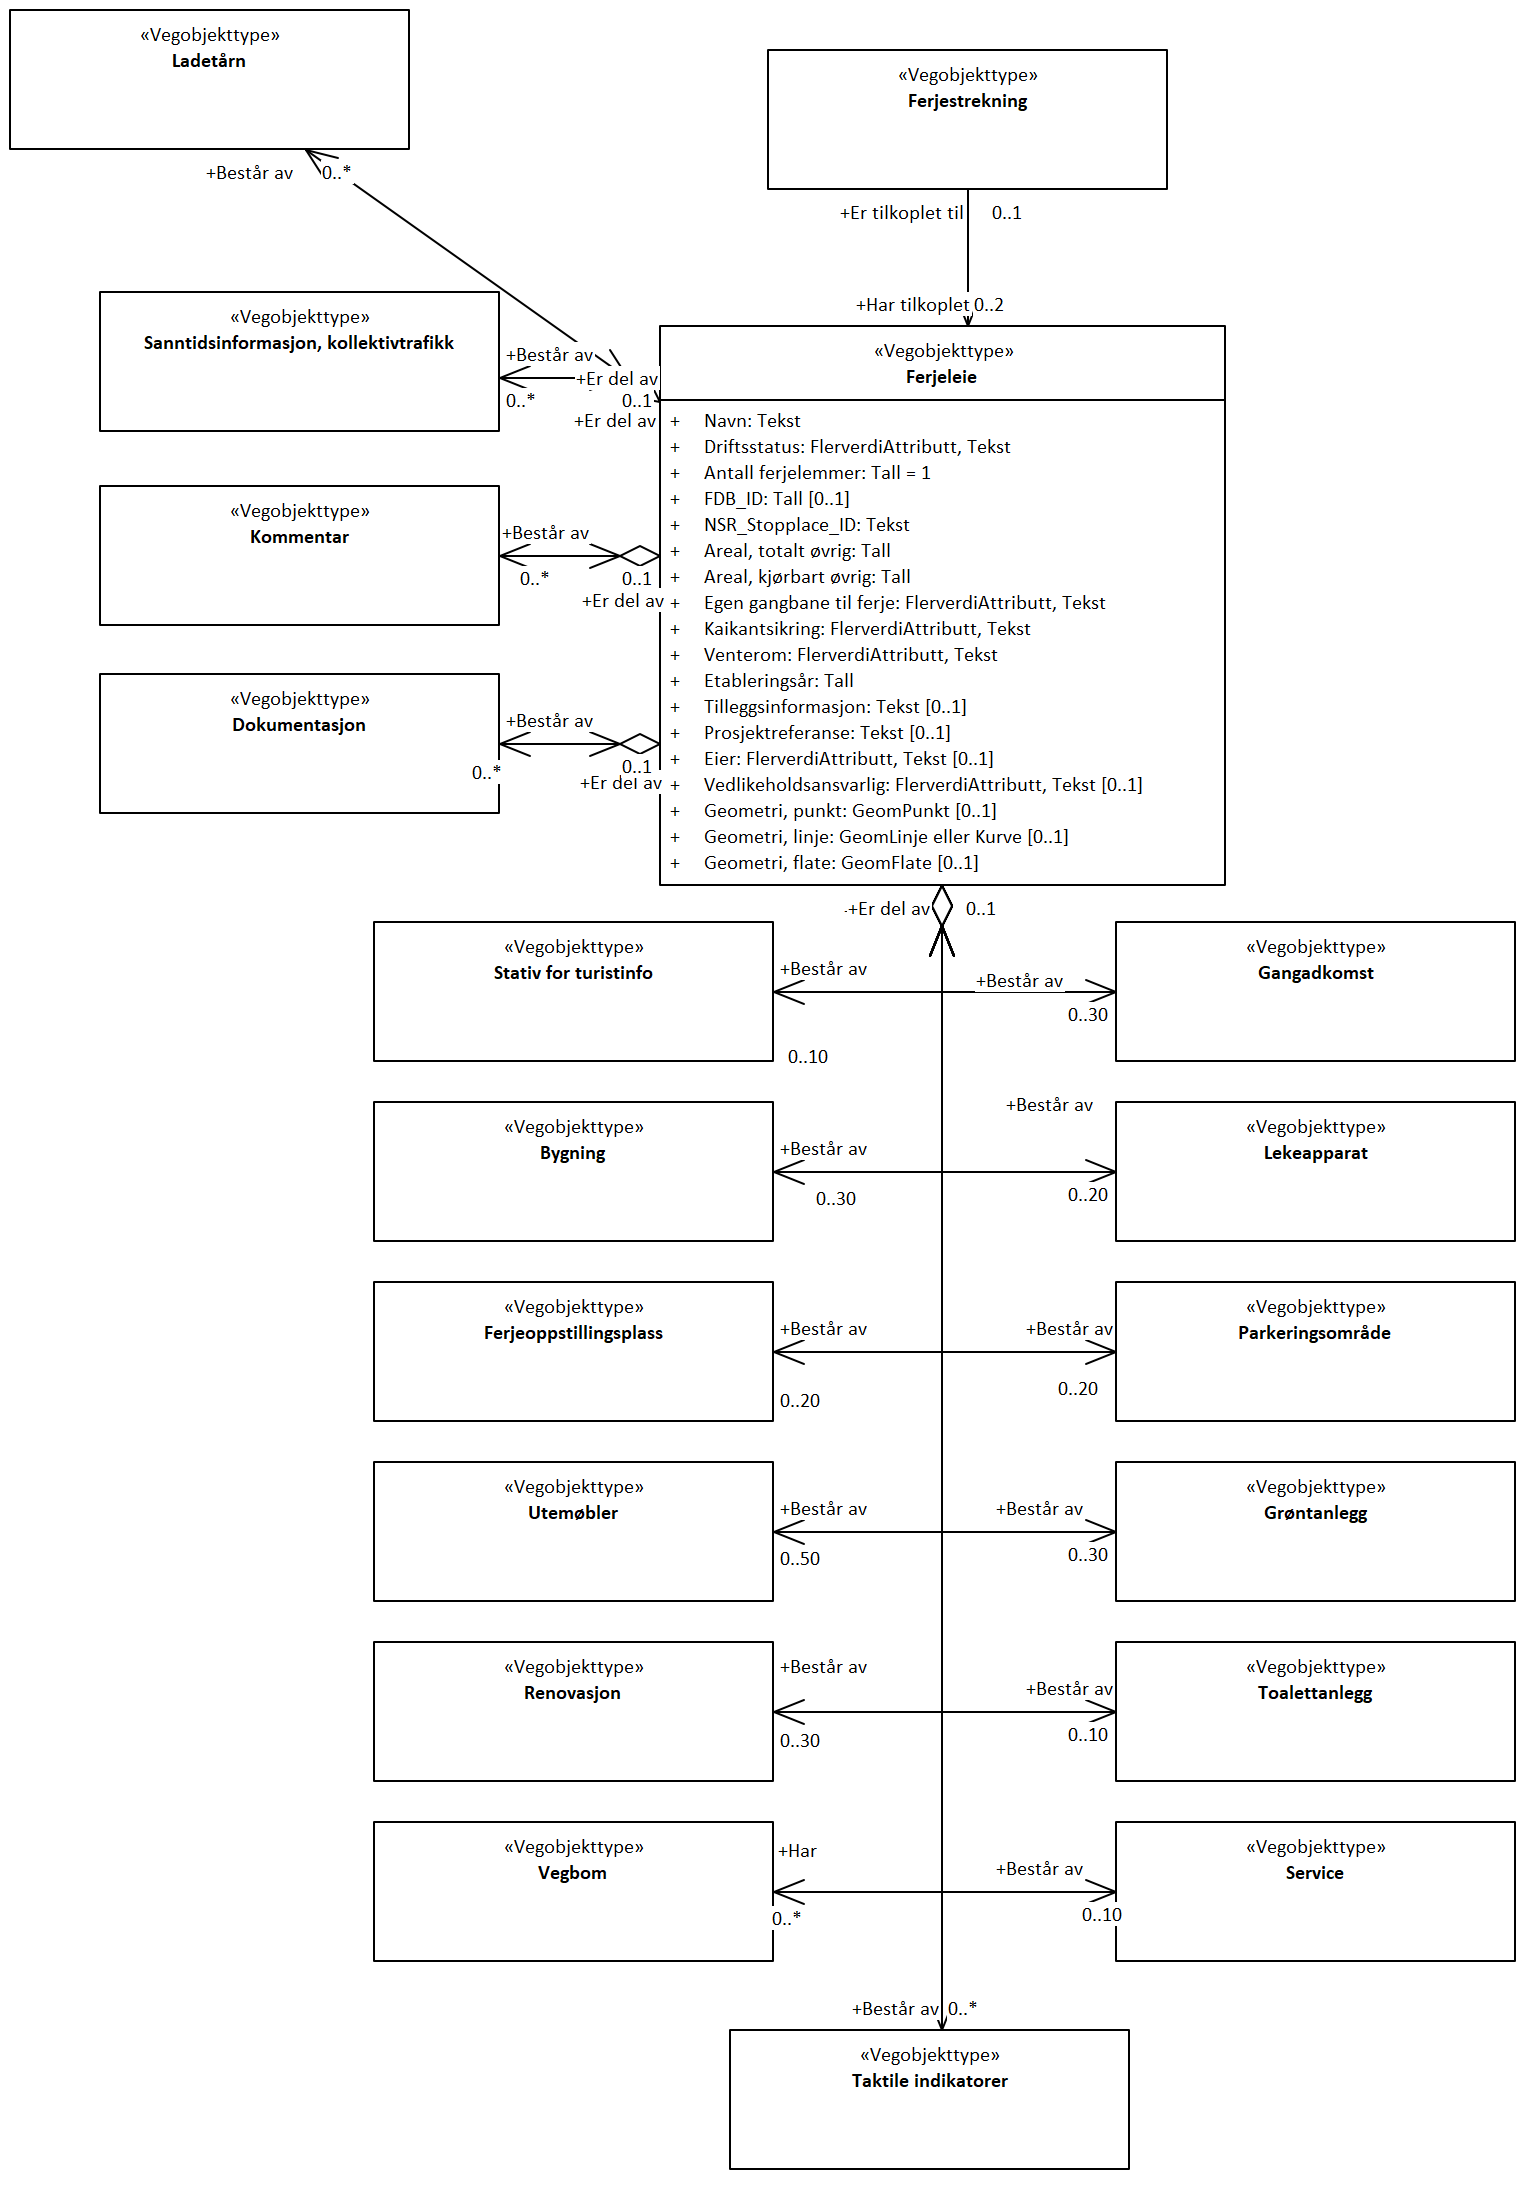 «Vegobjekttype»
Ladetårn
«Vegobjekttype»
Ferjestrekning
+Består av 0..*
+Er tilkoplet til 0..1
+Har tilkoplet 0..2
«Vegobjekttype»
Sanntidsinformasjon, kollektivtrafikk
+Består av
0..*
+Er del av
0..1
+Er del av
«Vegobjekttype»
Ferjeleie
+ Navn: Tekst
+ Driftsstatus: FlerverdiAttributt, Tekst
+ Antall ferjelemmer: Tall = 1
+ FDB_ID: Tall [0..1]
+ NSR_Stopplace_ID: Tekst
+ Areal, totalt øvrig: Tall
+ Areal, kjørbart øvrig: Tall
+ Egen gangbane til ferje: FlerverdiAttributt, Tekst
+ Kaikantsikring: FlerverdiAttributt, Tekst
+ Venterom: FlerverdiAttributt, Tekst
+ Etableringsår: Tall
+ Tilleggsinformasjon: Tekst [0..1]
+ Prosjektreferanse: Tekst [0..1]
+ Eier: FlerverdiAttributt, Tekst [0..1]
+ Vedlikeholdsansvarlig: FlerverdiAttributt, Tekst [0..1]
+ Geometri, punkt: GeomPunkt [0..1]
+ Geometri, linje: GeomLinje eller Kurve [0..1]
+ Geometri, flate: GeomFlate [0..1]
«Vegobjekttype»
Kommentar
+Består av
0..*
0..1
+Er del av
«Vegobjekttype»
Dokumentasjon
+Består av
0..*
0..1
+Er del av
+Er del av 0..1
«Vegobjekttype»
Stativ for turistinfo
+Består av
0..10
«Vegobjekttype»
Gangadkomst
+Består av
0..30
«Vegobjekttype»
Bygning
+Består av
0..30
«Vegobjekttype»
Lekeapparat
+Består av
0..20
«Vegobjekttype»
Ferjeoppstillingsplass
+Består av
0..20
«Vegobjekttype»
Parkeringsområde
+Består av
0..20
«Vegobjekttype»
Utemøbler
+Består av
0..50
«Vegobjekttype»
Grøntanlegg
+Består av
0..30
«Vegobjekttype»
Renovasjon
+Består av
0..30
«Vegobjekttype»
Toalettanlegg
+Består av
0..10
«Vegobjekttype»
Vegbom
+Har
0..*
«Vegobjekttype»
Service
+Består av
0..10
+Består av 0..*
«Vegobjekttype»
Taktile indikatorer